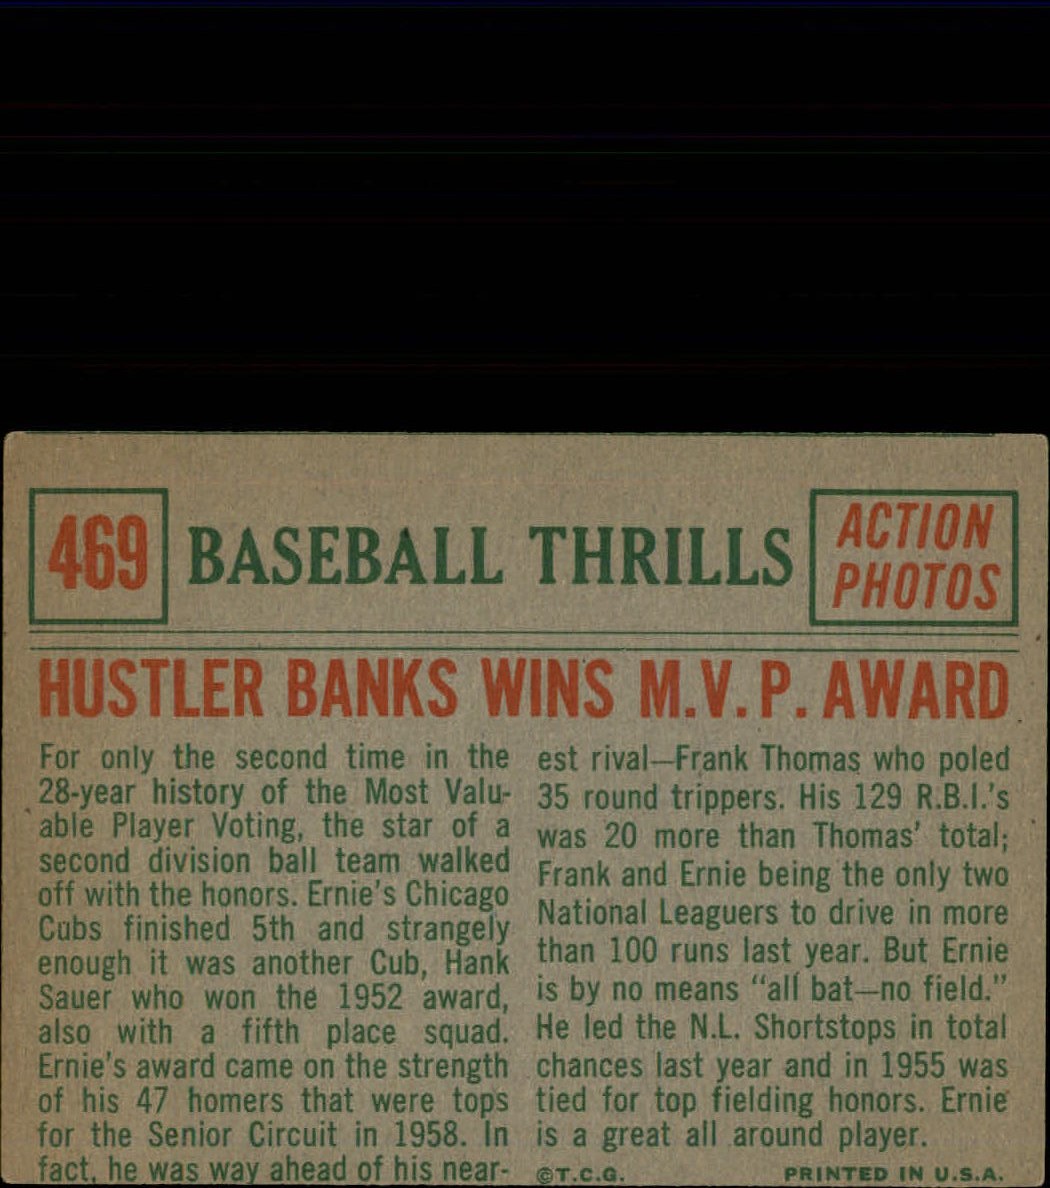 469
BASEBALL THRILLS
ACTION
PHOTOS
HUSTLER BANKS WINS M.V.P. AWARD
For only the second time in the
28-year history of the Most Valu-
able Player Voting, the star of a
second division ball team walked
off with the honors. Ernie's Chicago
Cubs finished 5th and strangely
enough it was another Cub, Hank
Sauer who won the 1952 award,
also with a fifth place squad.
Ernie's award came on the strength
of his 47 homers that were tops
for the Senior Circuit in 1958. In
fact, he was way ahead of his near-
est rival—Frank Thomas who poled
35 round trippers. His 129 R.B.I.'s
was 20 more than Thomas' total;
Frank and Ernie being the only two
National Leaguers to drive in more
than 100 runs last year. But Ernie
is by no means "all bat—no field."
He led the N.L. Shortstops in total
chances last year and in 1955 was
tied for top fielding honors. Ernie
is a great all around player.
©T.C.G.
PRINTED IN U.S.A.